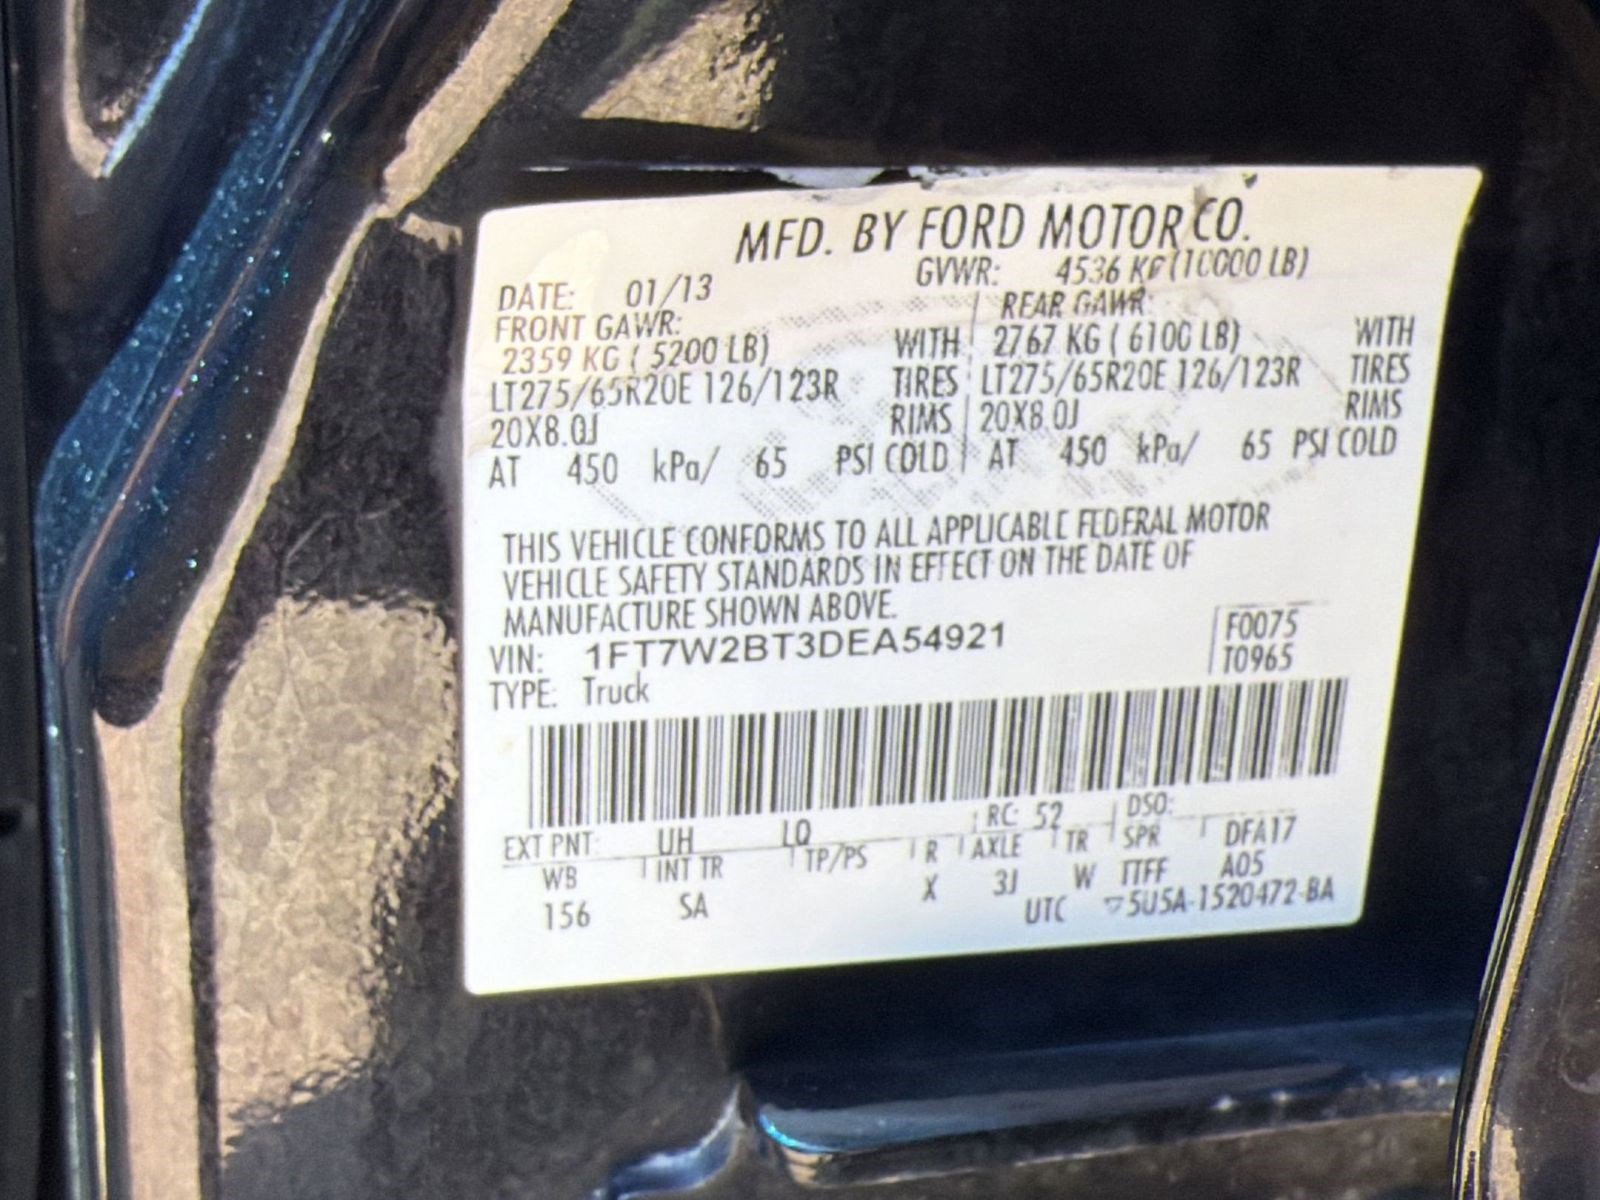 MFD. BY FORD MOTOR CO.
DATE: 01/13 GVWR: 4536 KG (10000 LB)
FRONT GAWR: REAR GAWR:
2359 KG ( 5200 LB) WITH 2767 KG ( 6100 LB) WITH
LT275/65R20E 126/123R TIRES LT275/65R20E 126/123R TIRES
20X8.0J RIMS 20X8.0J RIMS
AT 450 kPa/ 65 PSI COLD AT 450 kPa/ 65 PSI COLD
THIS VEHICLE CONFORMS TO ALL APPLICABLE FEDERAL MOTOR
VEHICLE SAFETY STANDARDS IN EFFECT ON THE DATE OF
MANUFACTURE SHOWN ABOVE.
VIN: 1FT7W2BT3DEA54921 F0075
TYPE: Truck T0965
EXT PNT: UH LQ RC: 52 DSO:
WB INT TR TP/PS R AXLE TR SPR DFA17
156 SA X 3J W TTFF A05
UTC ▽5U5A-1520472-BA